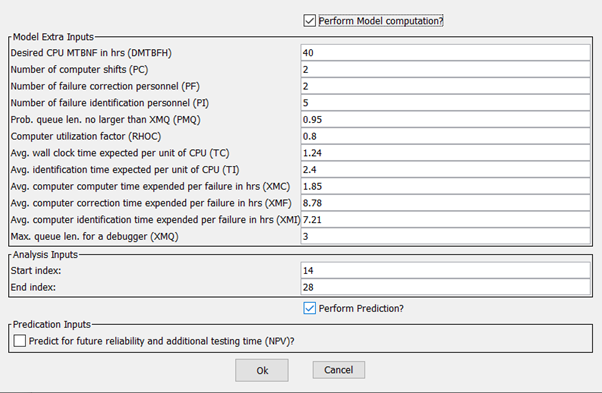 Perform Model computation?
Model Extra Inputs
Desired CPU MTBNF in hrs (DMTBFH) 40
Number of computer shifts (PC) 2
Number of failure correction personnel (PF) 2
Number of failure identification personnel (PI) 5
Prob. queue len. no larger than XMQ (PMQ) 0.95
Computer utilization factor (RHOC) 0.8
Avg. wall clock time expected per unit of CPU (TC) 1.24
Avg. identification time expected per unit of CPU (TI) 2.4
Avg. computer computer time expended per failure in hrs (XMC) 1.85
Avg. computer correction time expended per failure in hrs (XMF) 8.78
Avg. computer identification time expended per failure in hrs (XMI) 7.21
Max. queue len. for a debugger (XMQ) 3
Analysis Inputs
Start index: 14
End index: 28
Perform Prediction?
Predication Inputs
Predict for future reliability and additional testing time (NPV)?
Ok Cancel